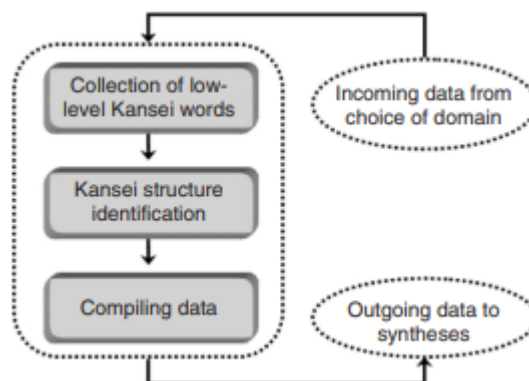 Collection of low-
level Kansei words
Kansei structure
identification
Compiling data
Incoming data from
choice of domain
Outgoing data to
syntheses